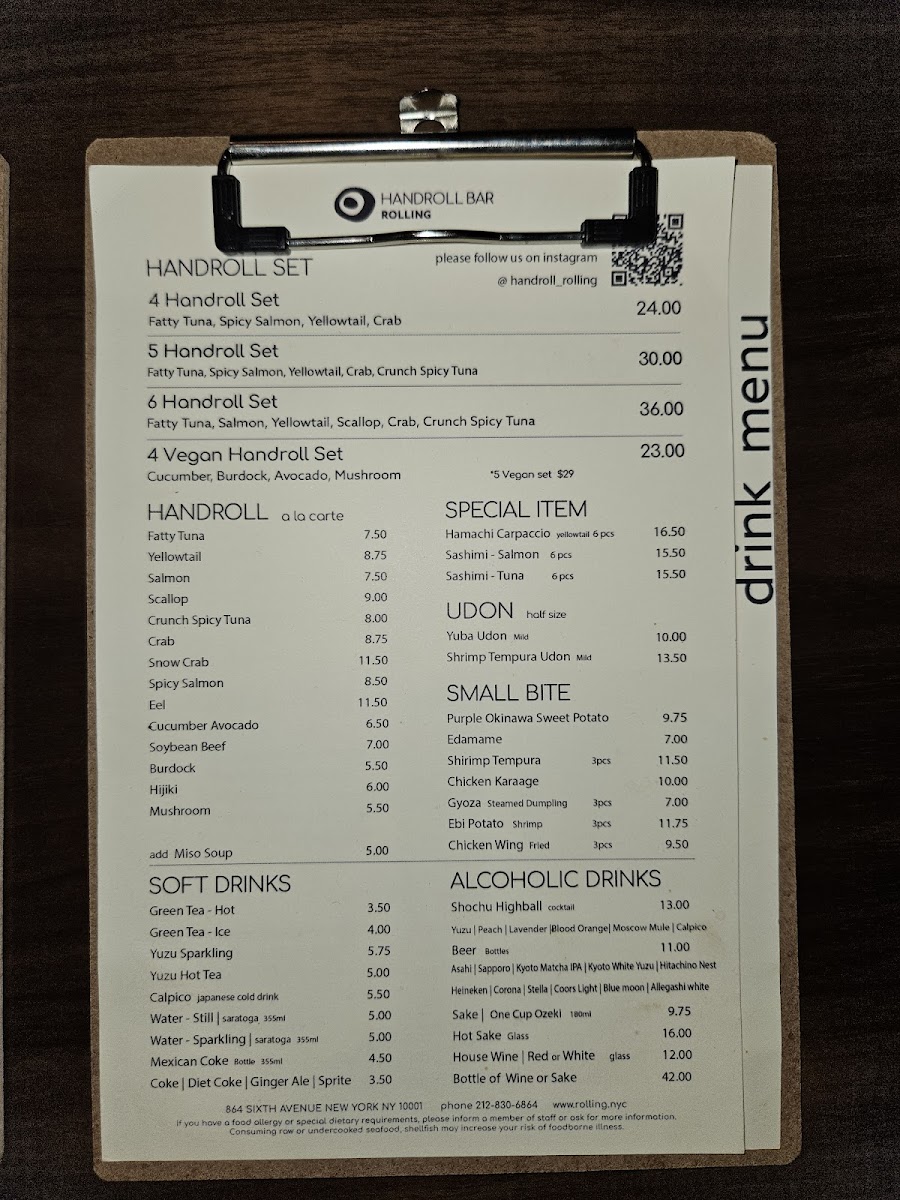 HANDROLL BAR
ROLLING
please follow us on instagram
@ handroll_rolling
HANDROLL SET
4 Handroll Set 24.00
Fatty Tuna, Spicy Salmon, Yellowtail, Crab
5 Handroll Set 30.00
Fatty Tuna, Spicy Salmon, Yellowtail, Crab, Crunch Spicy Tuna
6 Handroll Set 36.00
Fatty Tuna, Salmon, Yellowtail, Scallop, Crab, Crunch Spicy Tuna
4 Vegan Handroll Set 23.00
Cucumber, Burdock, Avocado, Mushroom *5 Vegan set $29
HANDROLL a la carte
Fatty Tuna 7.50
Yellowtail 8.75
Salmon 7.50
Scallop 9.00
Crunch Spicy Tuna 8.00
Crab 8.75
Snow Crab 11.50
Spicy Salmon 8.50
Eel 11.50
Cucumber Avocado 6.50
Soybean Beef 7.00
Burdock 5.50
Hijiki 6.00
Mushroom 5.50
add Miso Soup 5.00
SPECIAL ITEM
Hamachi Carpaccio yellowtail 6 pcs 16.50
Sashimi - Salmon 6 pcs 15.50
Sashimi - Tuna 6 pcs 15.50
UDON half size
Yuba Udon Mild 10.00
Shrimp Tempura Udon Mild 13.50
SMALL BITE
Purple Okinawa Sweet Potato 9.75
Edamame 7.00
Shirimp Tempura 3pcs 11.50
Chicken Karaage 10.00
Gyoza Steamed Dumpling 3pcs 7.00
Ebi Potato Shrimp 3pcs 11.75
Chicken Wing Fried 3pcs 9.50
SOFT DRINKS
Green Tea - Hot 3.50
Green Tea - Ice 4.00
Yuzu Sparkling 5.75
Yuzu Hot Tea 5.00
Calpico japanese cold drink 5.50
Water - Still | saratoga 355ml 5.00
Water - Sparkling | saratoga 355ml 5.00
Mexican Coke Bottle 355ml 4.50
Coke | Diet Coke | Ginger Ale | Sprite 3.50
ALCOHOLIC DRINKS
Shochu Highball cocktail 13.00
Yuzu | Peach | Lavender |Blood Orange| Moscow Mule | Calpico
Beer Bottles 11.00
Asahi | Sapporo | Kyoto Matcha IPA | Kyoto White Yuzu | Hitachino Nest
Heineken | Corona | Stella | Coors Light | Blue moon | Allegashi white
Sake | One Cup Ozeki 180ml 9.75
Hot Sake Glass 16.00
House Wine | Red or White glass 12.00
Bottle of Wine or Sake 42.00
864 SIXTH AVENUE NEW YORK NY 10001 phone 212-830-6864 www.rolling.nyc
If you have a food allergy or special dietary requirements, please inform a member of staff or ask for more information.
Consuming raw or undercooked seafood, shellfish may increase your risk of foodborne illness.
drink menu